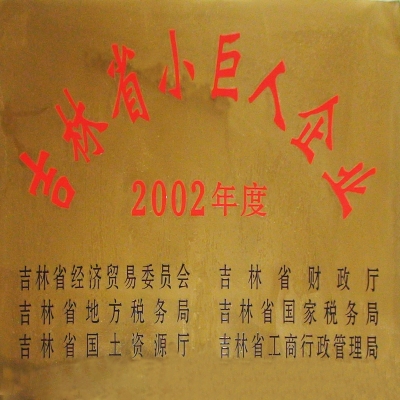 吉林省小巨人企业
2002年度
吉林省经济贸易委员会 吉林省财政厅
吉林省地方税务局 吉林省国家税务局
吉林省国土资源厅 吉林省工商行政管理局